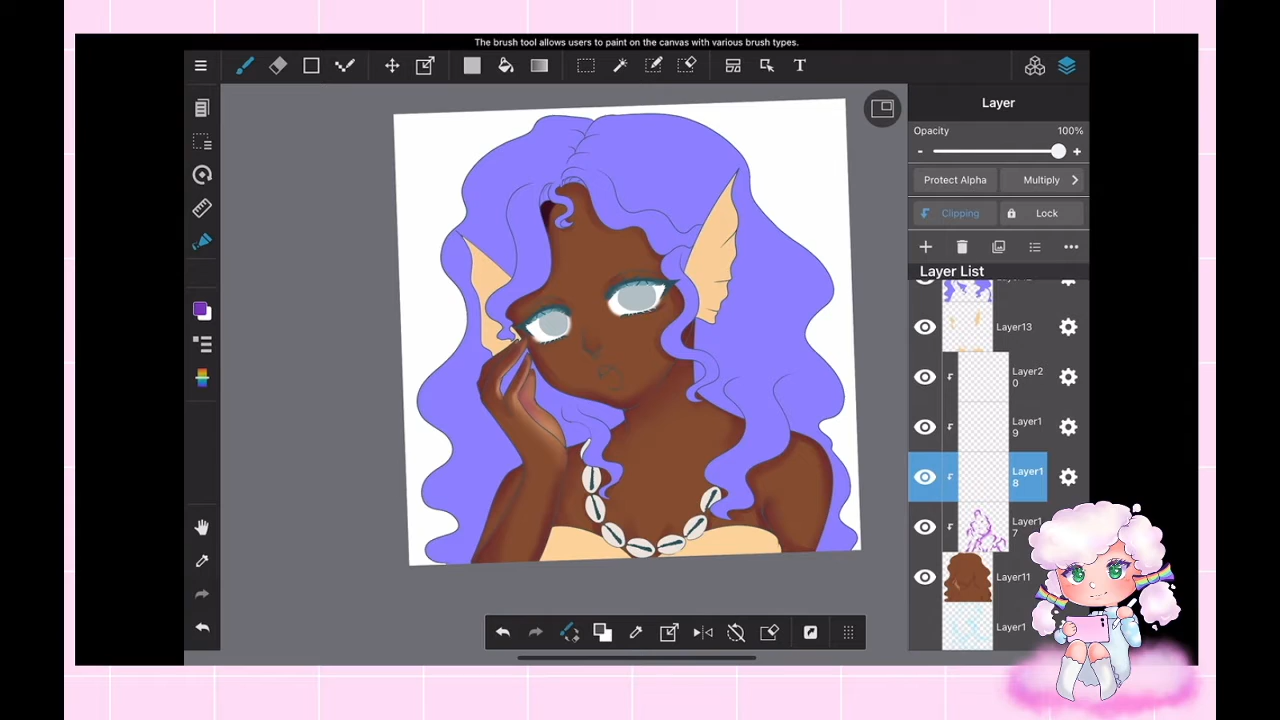 The brush tool allows users to paint on the canvas with various brush types.
T
Layer
Opacity 100%
- +
Protect Alpha Multiply
Clipping Lock
Layer List
Layer13
Layer2
0
Layer1
9
Layer1
8
Layer1
7
Layer11
Layer1